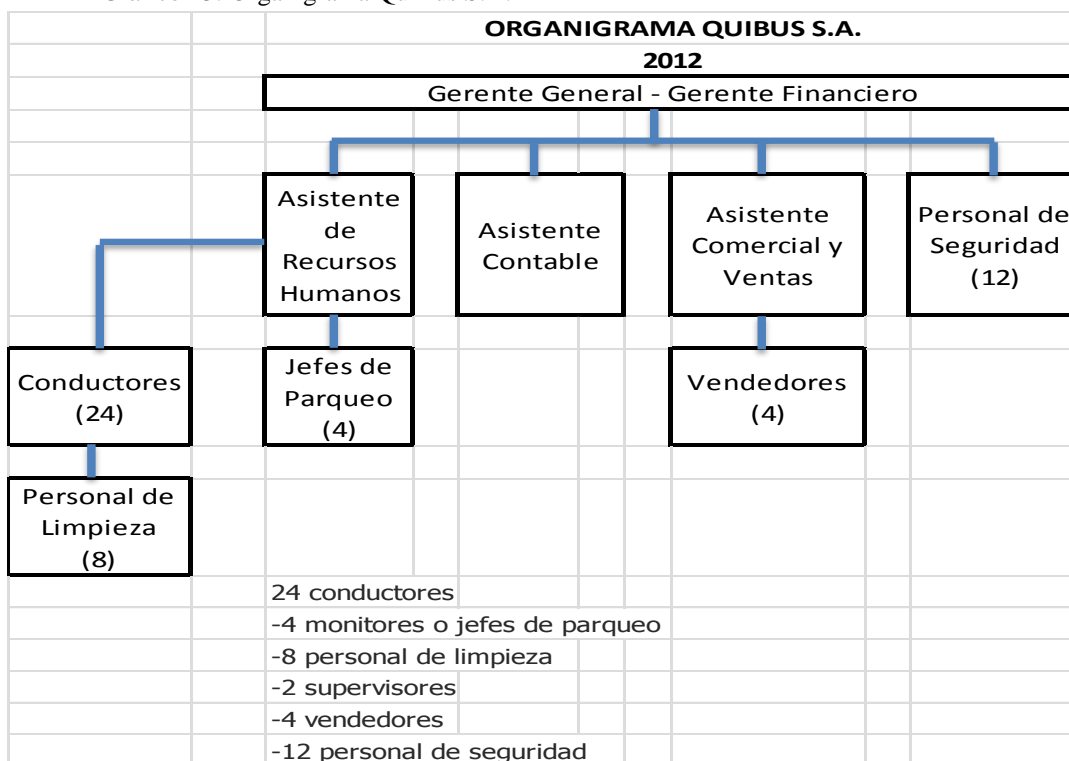 ORGANIGRAMA QUIBUS S.A.
2012
Gerente General - Gerente Financiero
Asistente
de
Recursos
Humanos
Asistente
Contable
Asistente
Comercial y
Ventas
Personal de
Seguridad
(12)
Conductores
(24)
Jefes de
Parqueo
(4)
Vendedores
(4)
Personal de
Limpieza
(8)
24 conductores
-4 monitores o jefes de parqueo
-8 personal de limpieza
-2 supervisores
-4 vendedores
-12 personal de seguridad